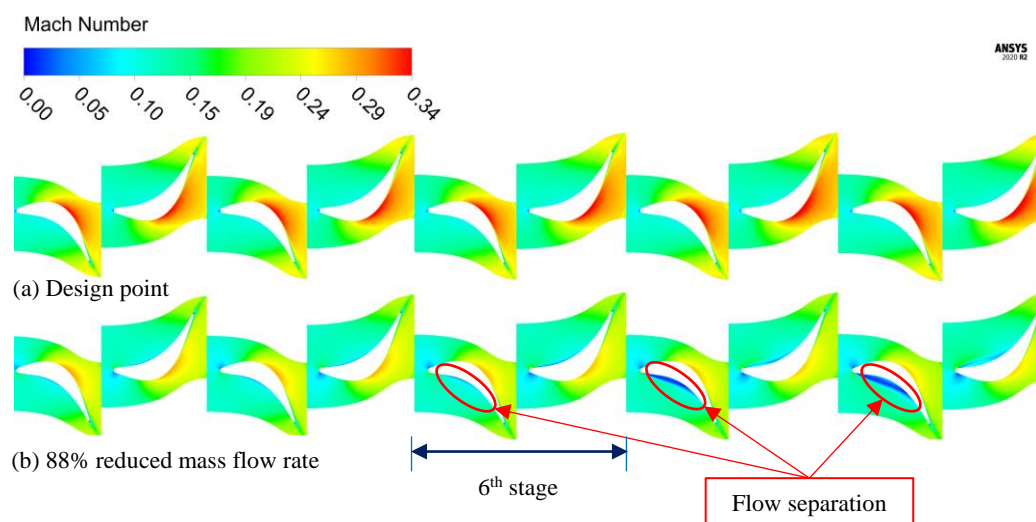 Mach Number
ANSYS
2020 R2
0.00 0.05 0.10 0.15 0.19 0.24 0.29 0.34
(a) Design point
(b) 88% reduced mass flow rate
6th stage
Flow separation